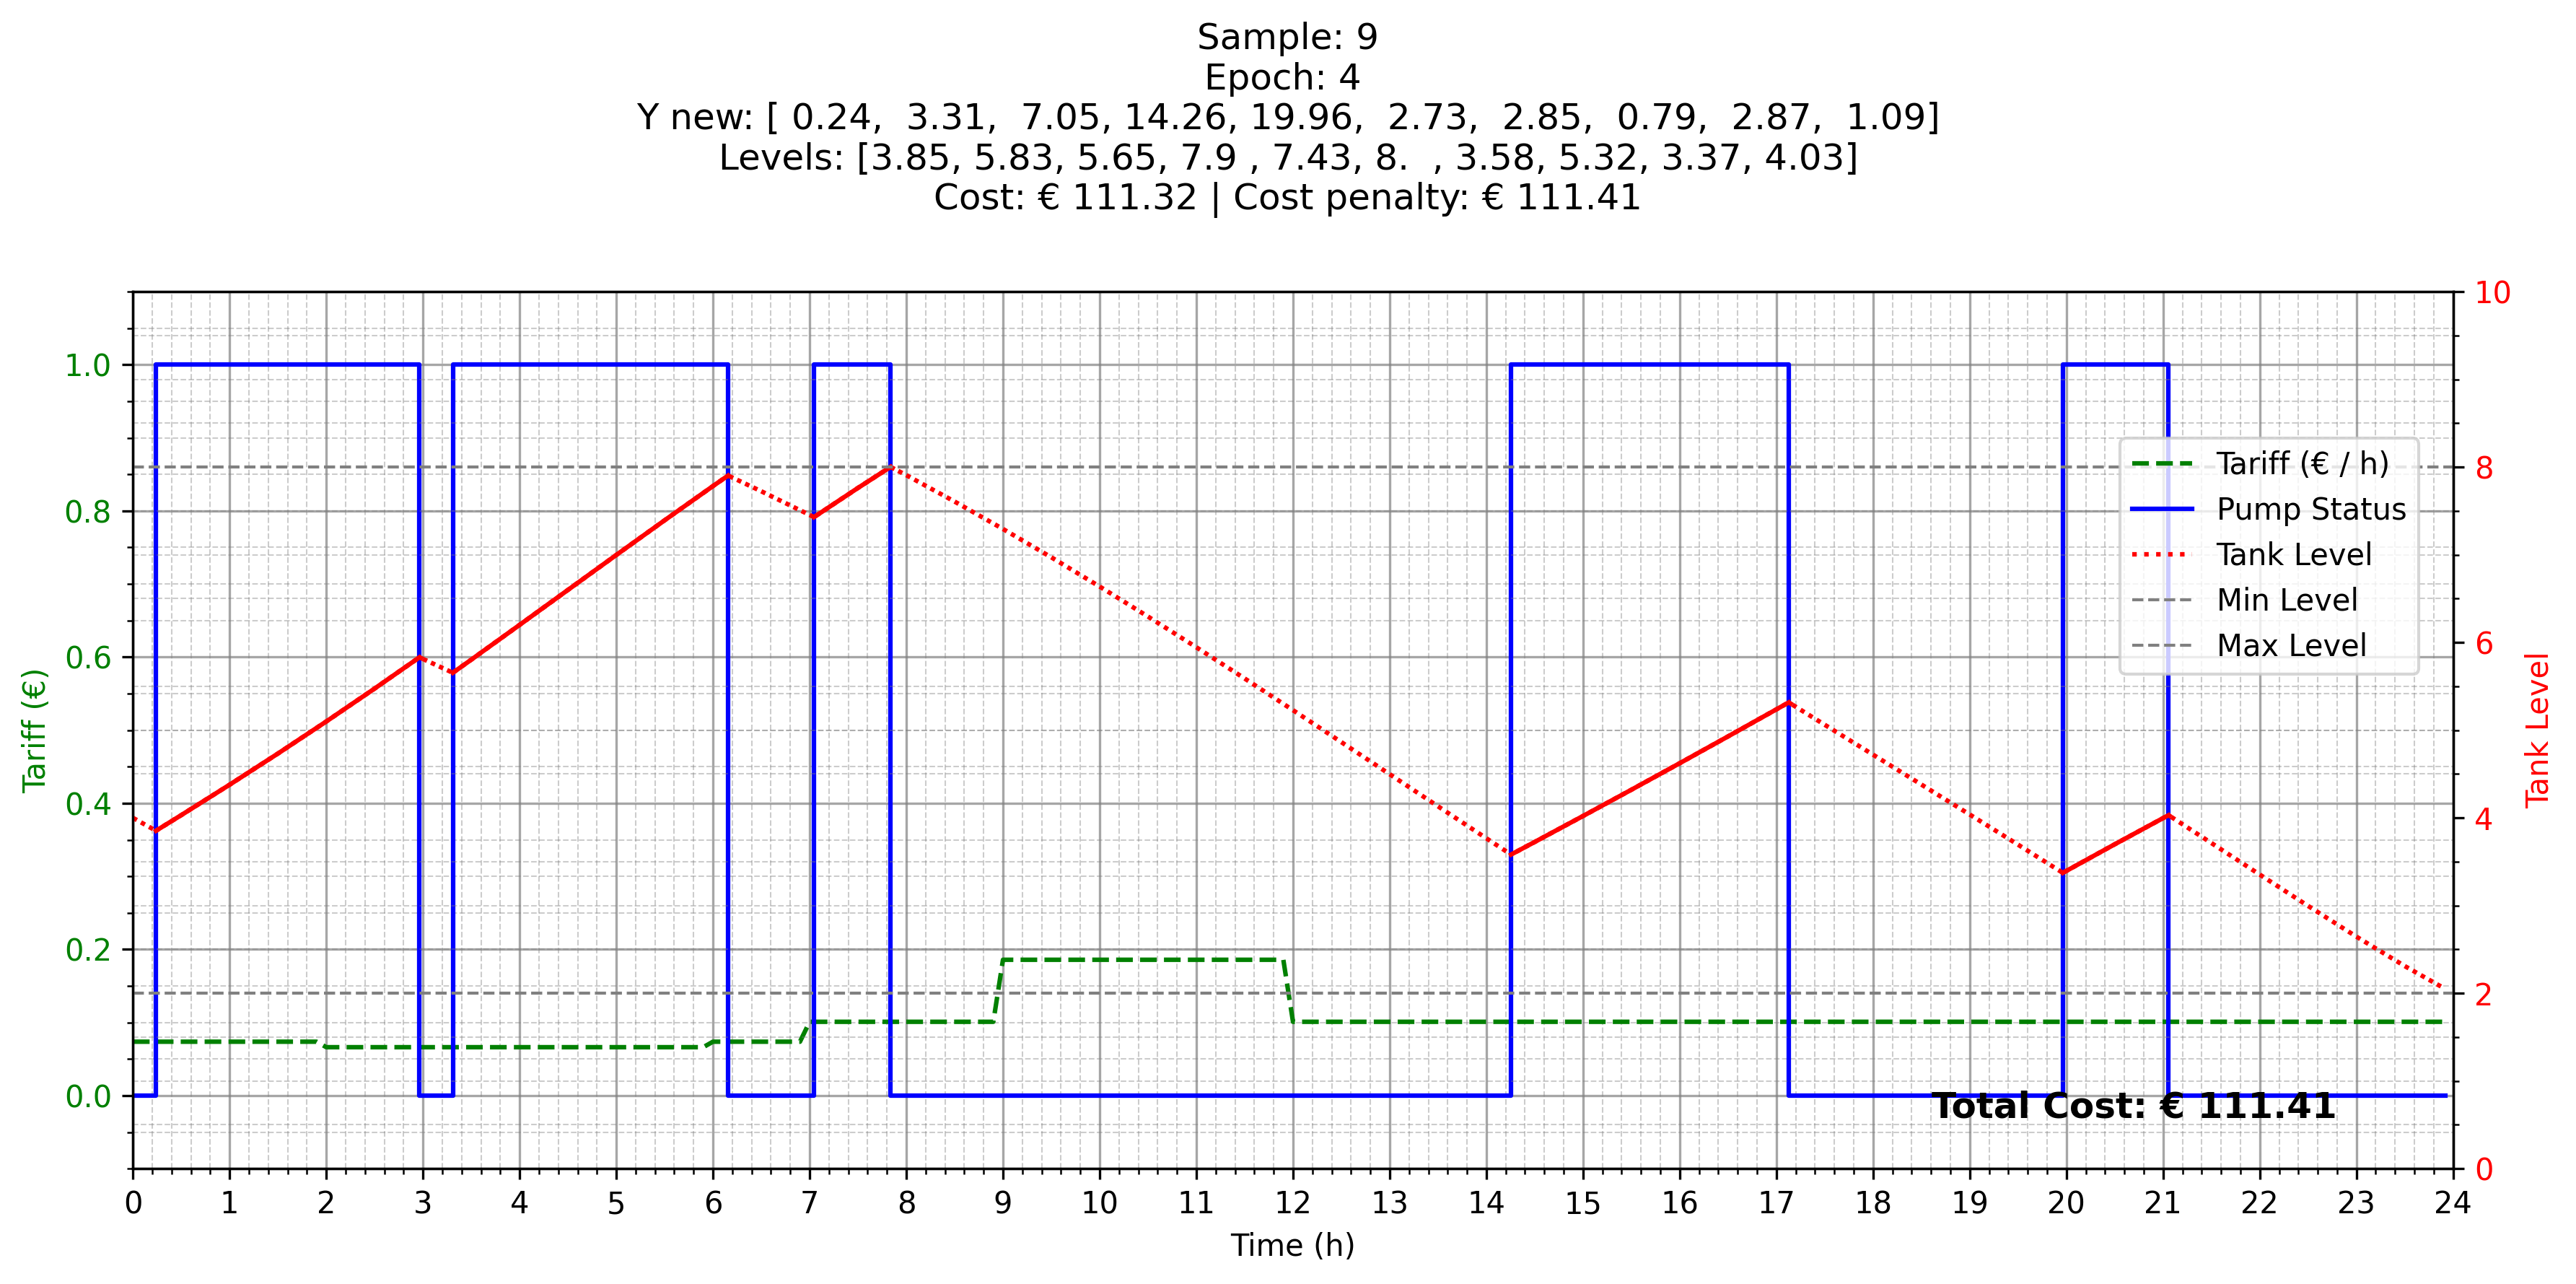 Sample: 9
Epoch: 4
Y new: [ 0.24,  3.31,  7.05, 14.26, 19.96,  2.73,  2.85,  0.79,  2.87,  1.09]
Levels: [3.85, 5.83, 5.65, 7.9 , 7.43, 8.  , 3.58, 5.32, 3.37, 4.03]
Cost: € 111.32 | Cost penalty: € 111.41
10
1.0
8
Tariff (€ / h)
0.8
Pump Status
Tank Level
Min Level
Max Level
0.6
6
Tariff (€)
Tank Level
0.4
4
0.2
2
0.0
Total Cost: € 111.41
0
0 1 2 3 4 5 6 7 8 9 10 11 12 13 14 15 16 17 18 19 20 21 22 23 24
Time (h)